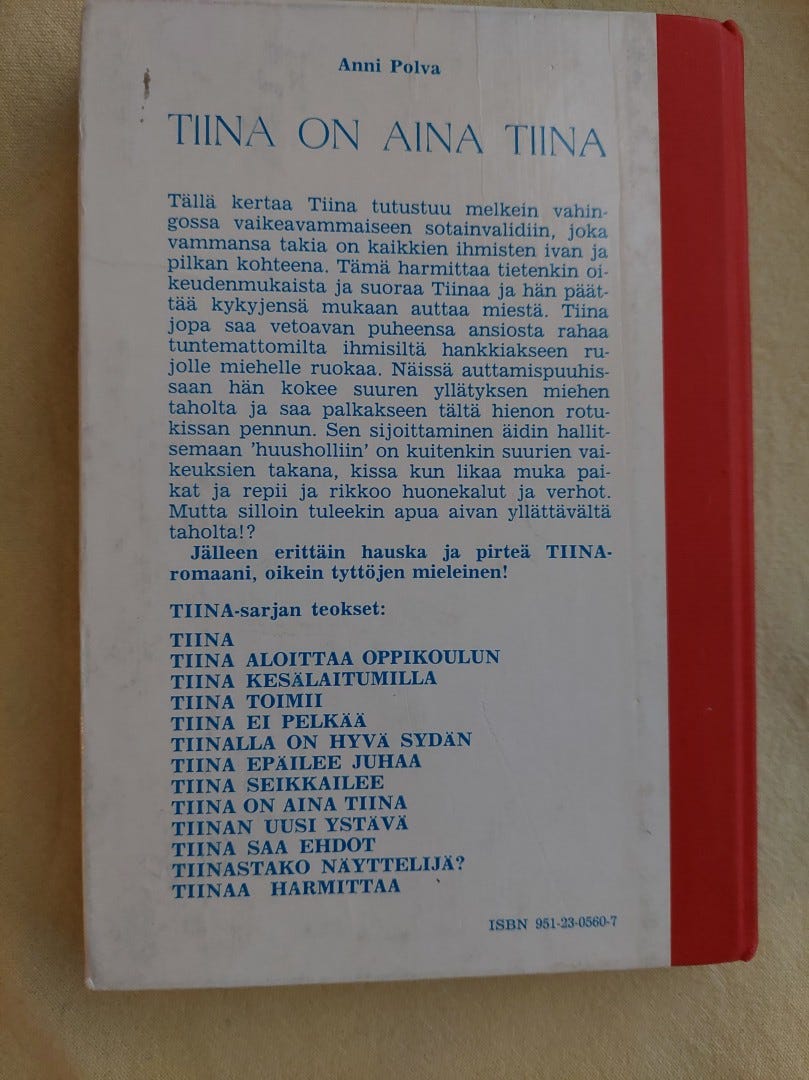 Anni Polva
TIINA ON AINA TIINA
Tällä kertaa Tiina tutustuu melkein vahin-
gossa vaikeavammaiseen sotainvalidiin, joka
vammansa takia on kaikkien ihmisten ivan ja
pilkan kohteena. Tämä harmittaa tietenkin oi-
keudenmukaista ja suoraa Tiinaa ja hän päät-
tää kykyjensä mukaan auttaa miestä. Tiina
jopa saa vetoavan puheensa ansiosta rahaa
tuntemattomilta ihmisiltä hankkiakseen ru-
jolle miehelle ruokaa. Näissä auttamispuuhis-
saan hän kokee suuren yllätyksen miehen
taholta ja saa palkakseen tältä hienon rotu-
kissan pennun. Sen sijoittaminen äidin hallit-
semaan 'huusholliin' on kuitenkin suurien vai-
keuksien takana, kissa kun likaa muka pai-
kat ja repii ja rikkoo huonekalut ja verhot.
Mutta silloin tuleekin apua aivan yllättävältä
taholta!?
Jälleen erittäin hauska ja pirteä TIINA-
romaani, oikein tyttöjen mieleinen!
TIINA-sarjan teokset:
TIINA
TIINA ALOITTAA OPPIKOULUN
TIINA KESÄLAITUMILLA
TIINA TOIMII
TIINA EI PELKÄÄ
TIINALLA ON HYVÄ SYDÄN
TIINA EPÄILEE JUHAA
TIINA SEIKKAILEE
TIINA ON AINA TIINA
TIINAN UUSI YSTÄVÄ
TIINA SAA EHDOT
TIINASTAKO NÄYTTELIJÄ?
TIINAA HARMITTAA
ISBN 951-23-0560-7